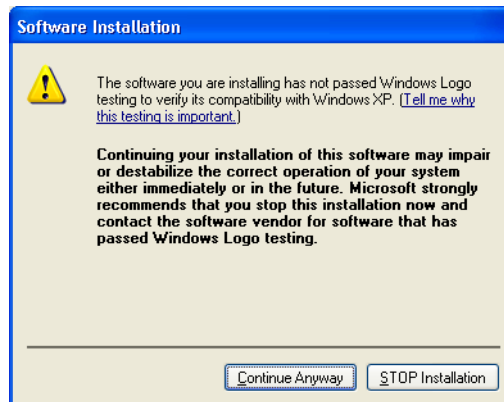 Software Installation
The software you are installing has not passed Windows Logo
testing to verify its compatibility with Windows XP. (Tell me why
this testing is important.)
Continuing your installation of this software may impair
or destabilize the correct operation of your system
either immediately or in the future. Microsoft strongly
recommends that you stop this installation now and
contact the software vendor for software that has
passed Windows Logo testing.
Continue Anyway
STOP Installation